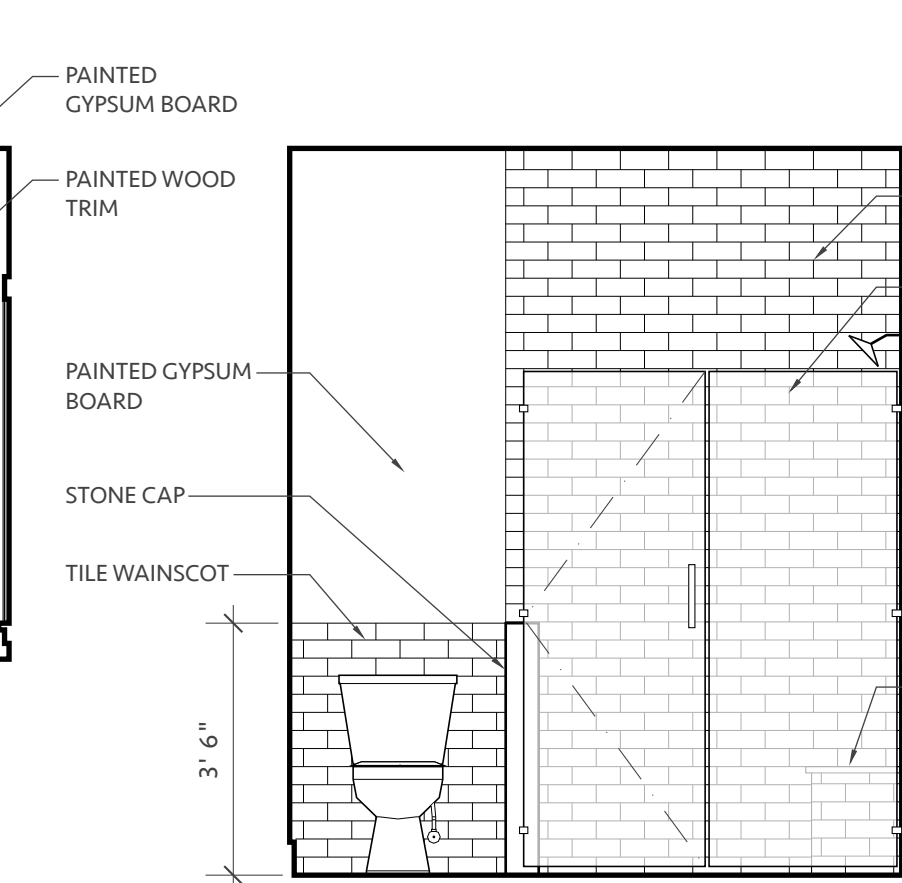 PAINTED
GYPSUM BOARD
PAINTED WOOD
TRIM
PAINTED GYPSUM
BOARD
STONE CAP
TILE WAINSCOT
3' 6"